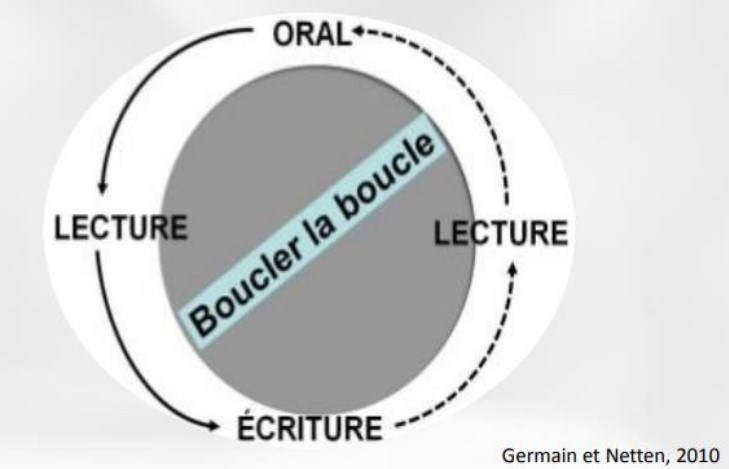 ORAL
Boucler la boucle
LECTURE
LECTURE
ÉCRITURE
Germain et Netten, 2010